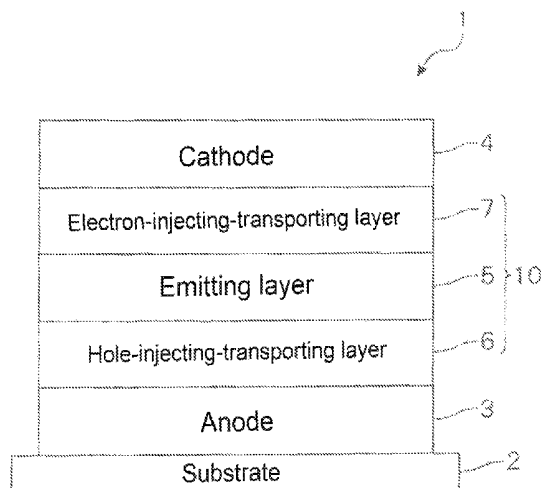 1
Cathode 4
Electron-injecting-transporting layer 7
Emitting layer 5 10
Hole-injecting-transporting layer 6
Anode 3
Substrate 2